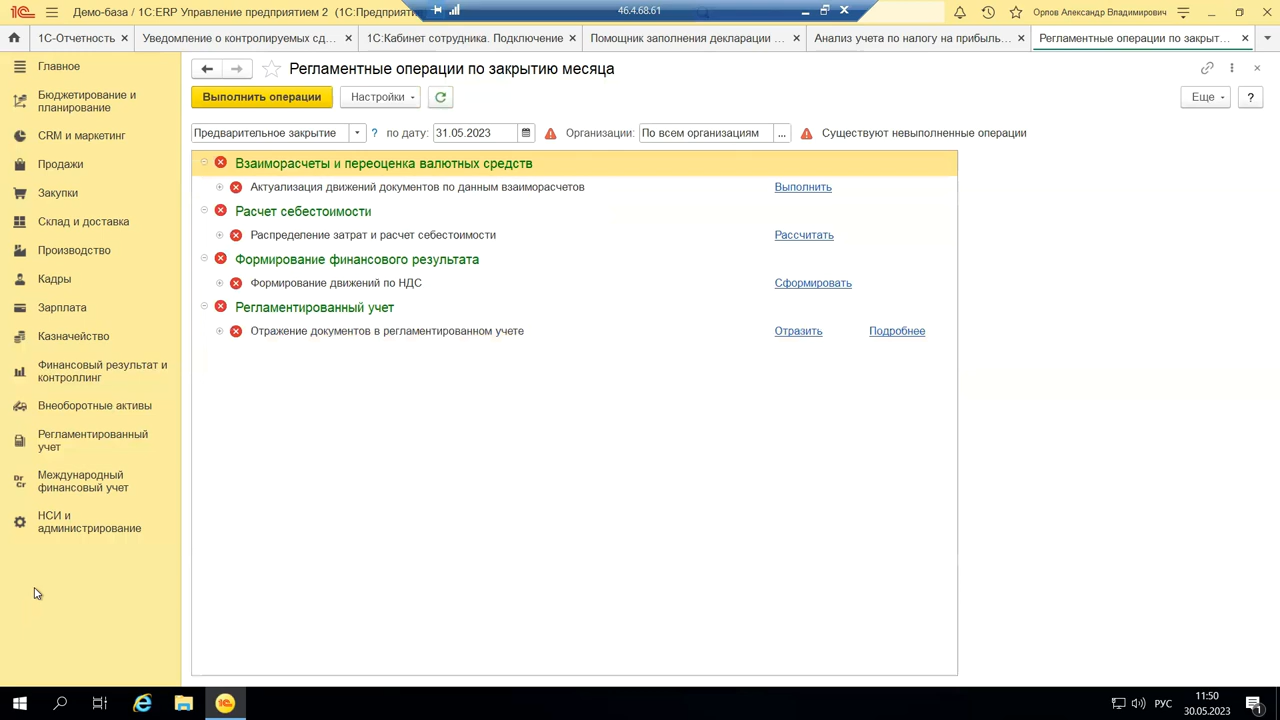 Демо-база / 1С:ERP Управление предприятием 2 (1С:Предприяти
46.4.68.61
Орлов Александр Владимирович
1С-Отчетность
Уведомление о контролируемых сд...
1С:Кабинет сотрудника. Подключение
Помощник заполнения декларации ...
Анализ учета по налогу на прибыль...
Регламентные операции по закрыт...
Главное
Бюджетирование и
планирование
CRM и маркетинг
Продажи
Закупки
Склад и доставка
Производство
Кадры
Зарплата
Казначейство
Финансовый результат и
контроллинг
Внеоборотные активы
Регламентированный
учет
Dr
Cr
Международный
финансовый учет
НСИ и
администрирование
Регламентные операции по закрытию месяца
Выполнить операции
Настройки
Еще
?
Предварительное закрытие
?
по дату:
31.05.2023
Организации:
По всем организациям
...
Существуют невыполненные операции
Взаиморасчеты и переоценка валютных средств
Актуализация движений документов по данным взаиморасчетов
Выполнить
Расчет себестоимости
Распределение затрат и расчет себестоимости
Рассчитать
Формирование финансового результата
Формирование движений по НДС
Сформировать
Регламентированный учет
Отражение документов в регламентированном учете
Отразить
Подробнее
РУС
11:50
30.05.2023
1